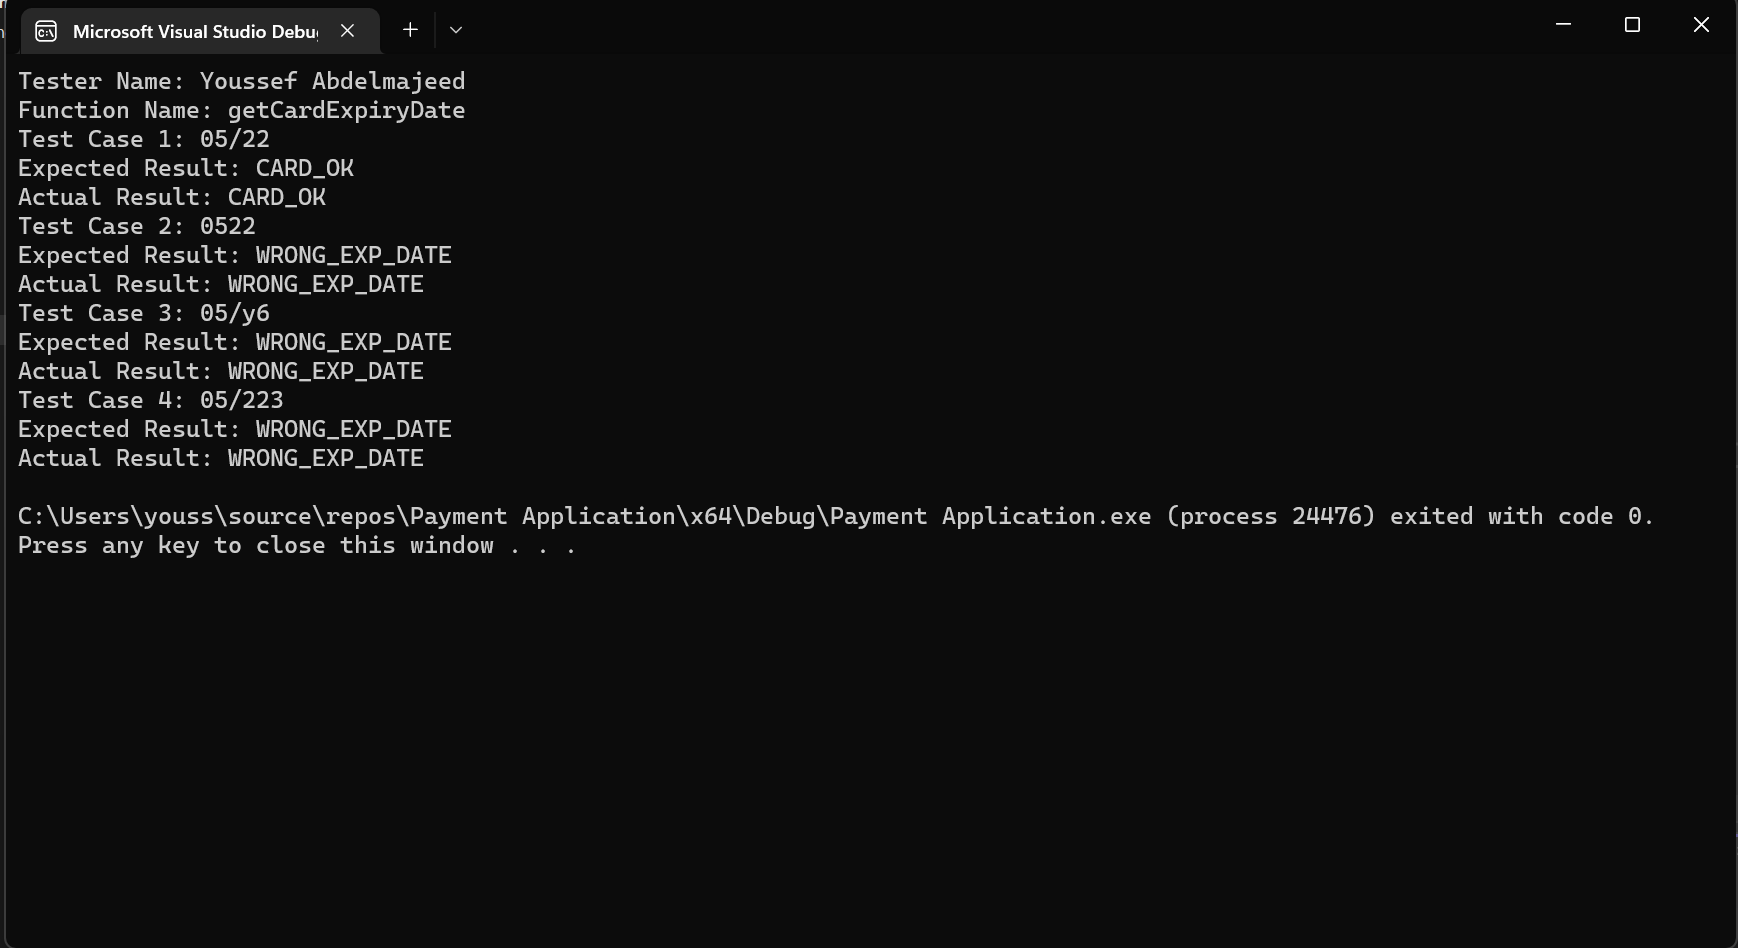 Microsoft Visual Studio Debu
Tester Name: Youssef Abdelmajeed
Function Name: getCardExpiryDate
Test Case 1: 05/22
Expected Result: CARD_OK
Actual Result: CARD_OK
Test Case 2: 0522
Expected Result: WRONG_EXP_DATE
Actual Result: WRONG_EXP_DATE
Test Case 3: 05/y6
Expected Result: WRONG_EXP_DATE
Actual Result: WRONG_EXP_DATE
Test Case 4: 05/223
Expected Result: WRONG_EXP_DATE
Actual Result: WRONG_EXP_DATE
C:\Users\youss\source\repos\Payment Application\x64\Debug\Payment Application.exe (process 24476) exited with code 0.
Press any key to close this window . . .